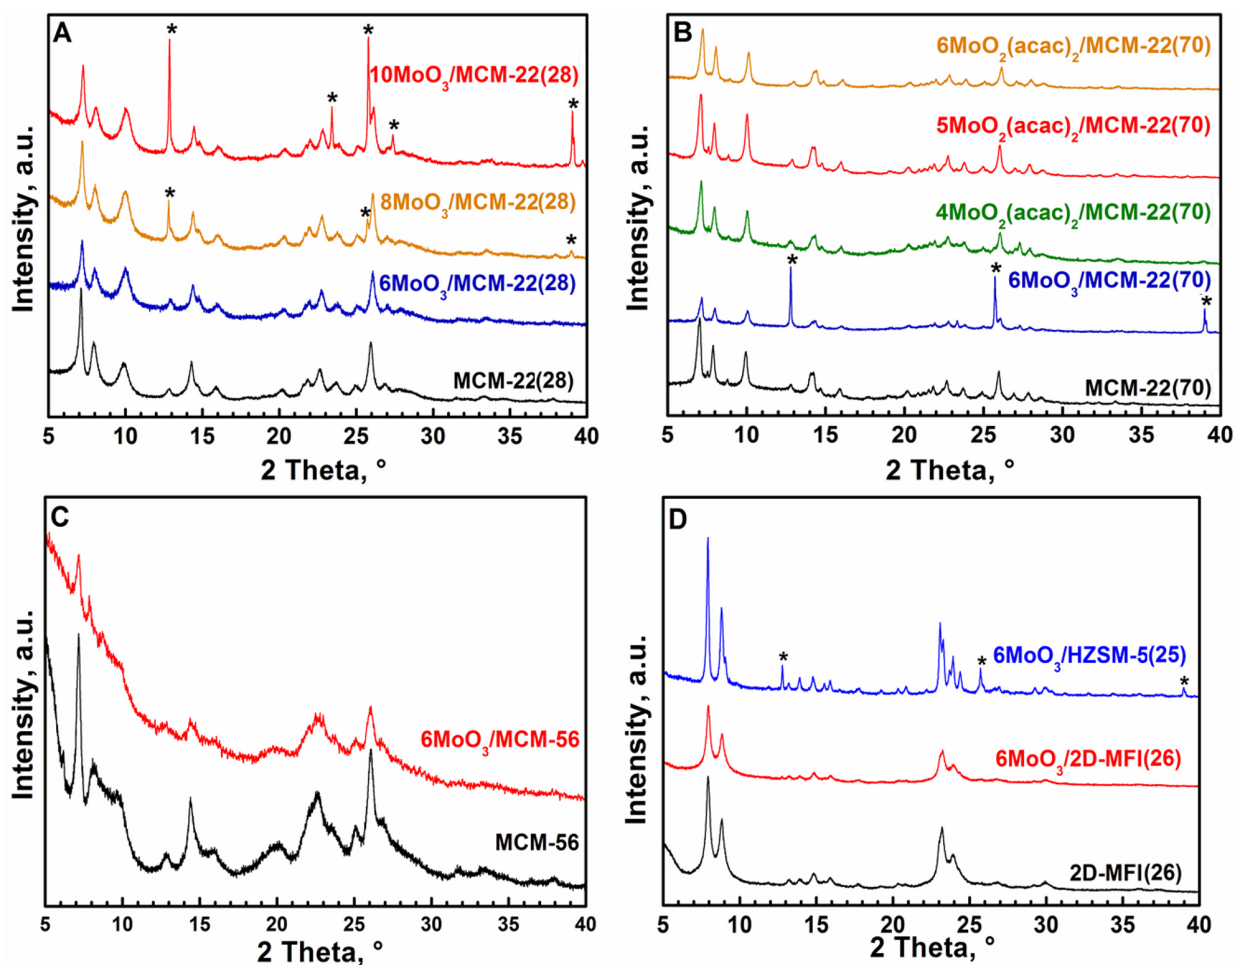 A
*
*
10MoO₃/MCM-22(28)
*
*
*
8MoO₃/MCM-22(28)
*
*
*
6MoO₃/MCM-22(28)
MCM-22(28)
Intensity, a.u.
5 10 15 20 25 30 35 40
2 Theta, °
B
6MoO₂(acac)₂/MCM-22(70)
5MoO₂(acac)₂/MCM-22(70)
4MoO₂(acac)₂/MCM-22(70)
*
*
6MoO₃/MCM-22(70)
*
MCM-22(70)
Intensity, a.u.
5 10 15 20 25 30 35 40
2 Theta, °
C
6MoO₃/MCM-56
MCM-56
Intensity, a.u.
5 10 15 20 25 30 35 40
2 Theta, °
D
6MoO₃/HZSM-5(25)
*
*
*
6MoO₃/2D-MFI(26)
2D-MFI(26)
Intensity, a.u.
5 10 15 20 25 30 35 40
2 Theta, °